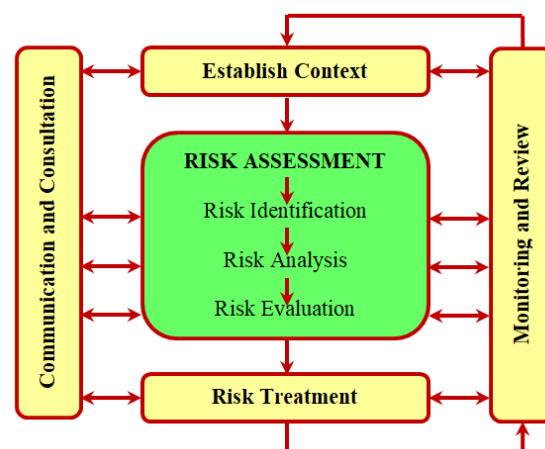 Communication and Consultation
Establish Context
RISK ASSESSMENT
Risk Identification
Risk Analysis
Risk Evaluation
Risk Treatment
Monitoring and Review